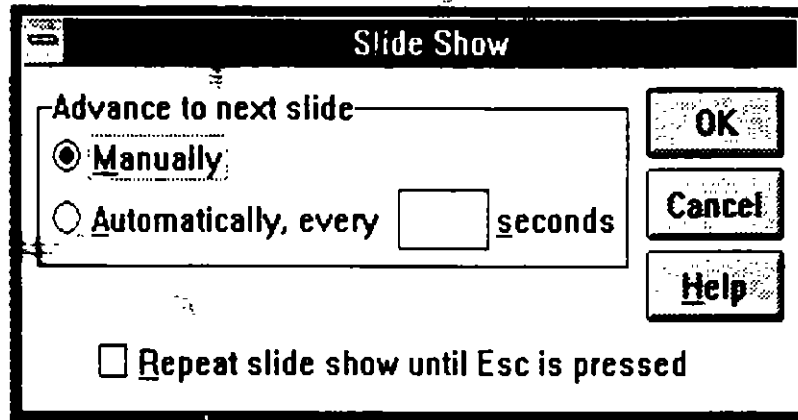 Slide Show
Advance to next slide
Manually
Automatically, every seconds
OK
Cancel
Help
Repeat slide show until Esc is pressed